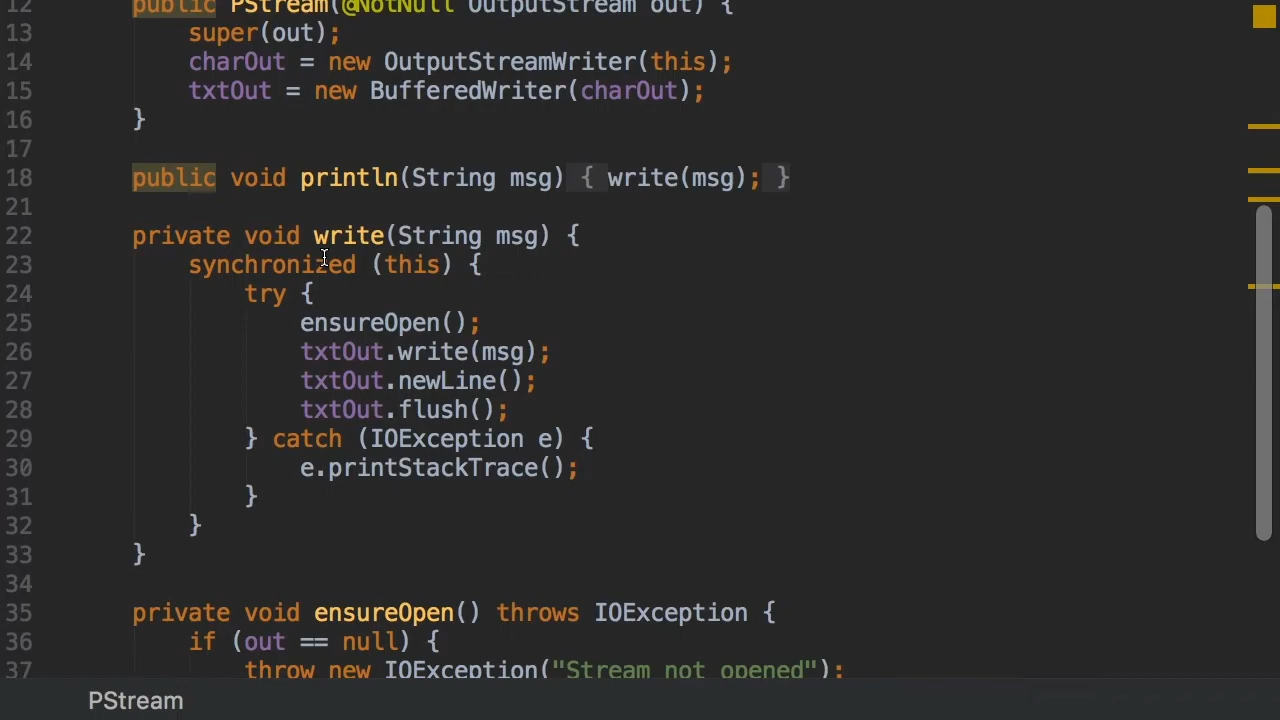 12 public PStream(@NotNull OutputStream out) {
13 super(out);
14 charOut = new OutputStreamWriter(this);
15 txtOut = new BufferedWriter(charOut);
16 }
17
18 public void println(String msg) { write(msg); }
21
22 private void write(String msg) {
23 synchronized (this) {
24 try {
25 ensureOpen();
26 txtOut.write(msg);
27 txtOut.newLine();
28 txtOut.flush();
29 } catch (IOException e) {
30 e.printStackTrace();
31 }
32 }
33 }
34
35 private void ensureOpen() throws IOException {
36 if (out == null) {
37 throw new IOException("Stream not opened");
PStream